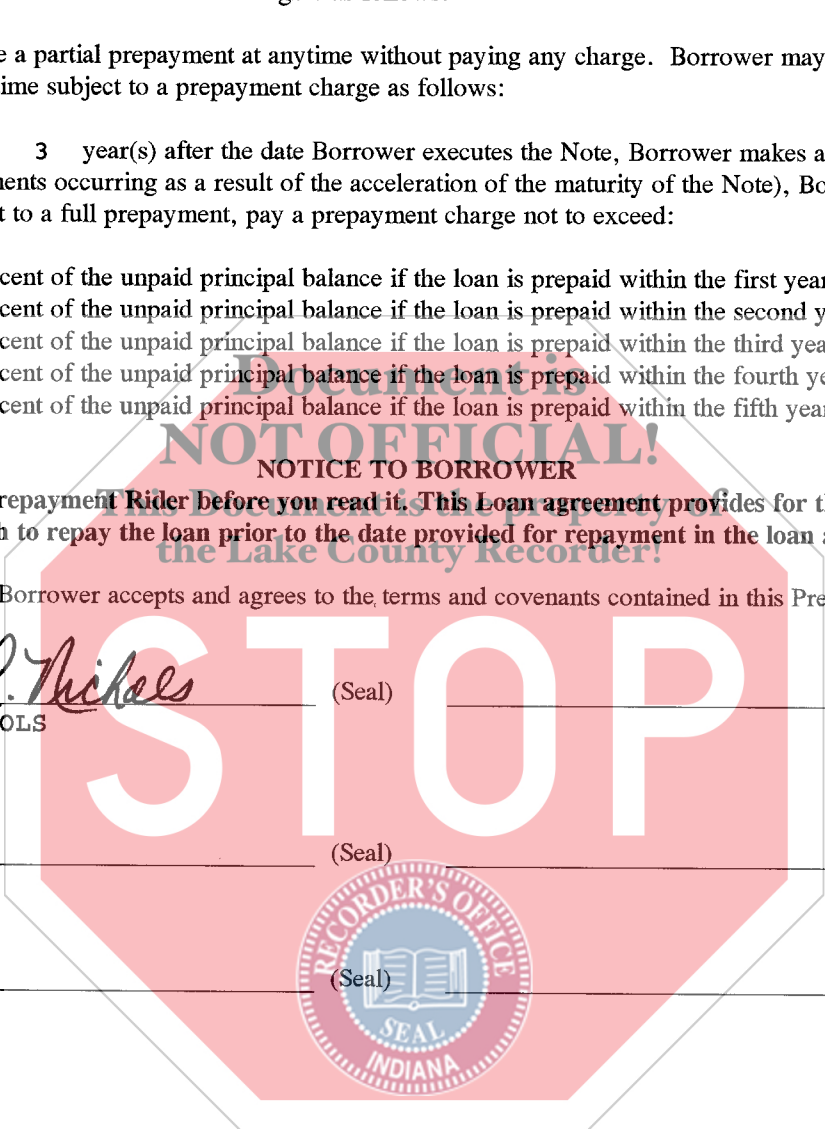 e a partial prepayment at anytime without paying any charge. Borrower may
ime subject to a prepayment charge as follows:
3 year(s) after the date Borrower executes the Note, Borrower makes a
nents occurring as a result of the acceleration of the maturity of the Note), Bo
t to a full prepayment, pay a prepayment charge not to exceed:
cent of the unpaid principal balance if the loan is prepaid within the first year
cent of the unpaid principal balance if the loan is prepaid within the second y
cent of the unpaid principal balance if the loan is prepaid within the third yea
Document is
cent of the unpaid principal balance if the loan is prepaid within the fourth ye
cent of the unpaid principal balance if the loan is prepaid within the fifth year
NOT OFFICIAL!
NOTICE TO BORROWER
repayment Rider before you read it. This Loan agreement provides for t
This Document is the property of
h to repay the loan prior to the date provided for repayment in the loan a
the Lake County Recorder!
Borrower accepts and agrees to the terms and covenants contained in this Pre
STOP
. Nichols (Seal)
OLS
(Seal)
RECORDER'S OFFICE
(Seal)
SEAL
INDIANA